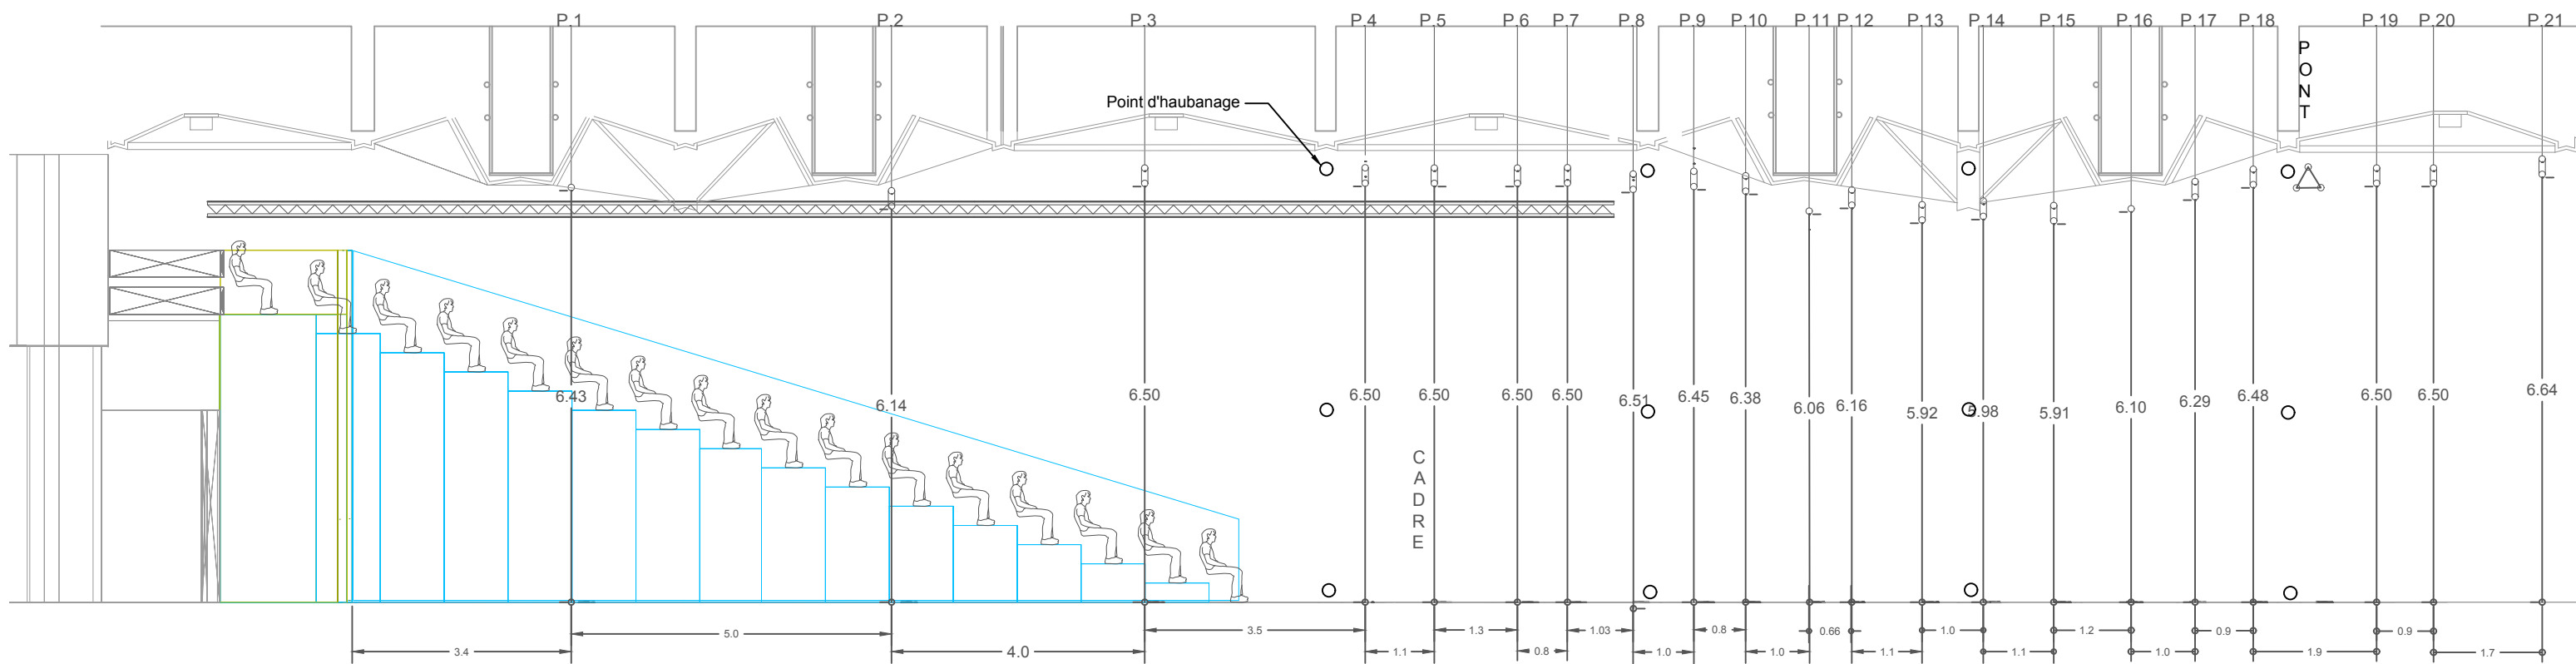 P.1 P.2 P.3 P.4 P.5 P.6 P.7 P.8 P.9 P.10 P.11 P.12 P.13 P.14 P.15 P.16 P.17 P.18 P.19 P.20 P.21
PONT
Point d'haubanage
6.43 6.14 6.50 6.50 6.50 6.50 6.50 6.51 6.45 6.38 6.06 6.16 5.92 5.98 5.91 6.10 6.29 6.48 6.50 6.50 6.64
CADRE
5.0 3.5 1.3 1.03 0.8 0.66 1.0 1.2 0.9 0.9
3.4 4.0 1.1 0.8 1.0 1.0 1.1 1.1 1.0 1.9 1.7